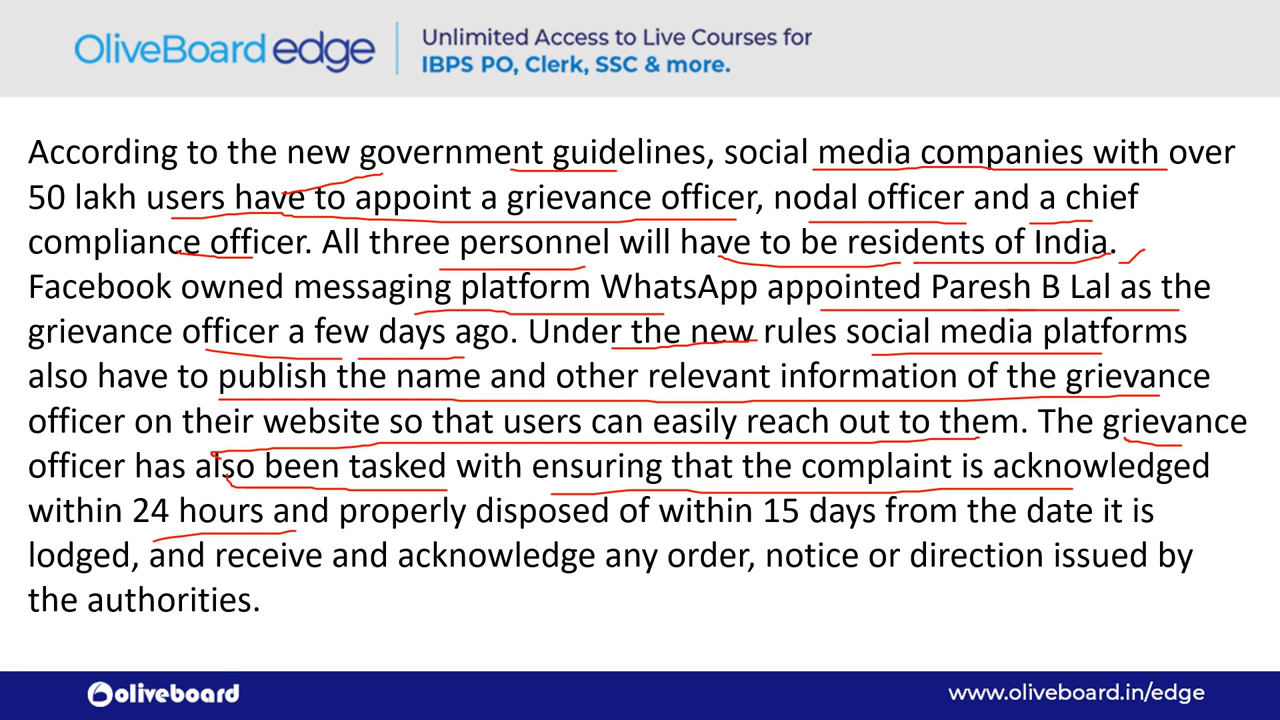 OliveBoard edge
Unlimited Access to Live Courses for
IBPS PO, Clerk, SSC & more.
According to the new government guidelines, social media companies with over
50 lakh users have to appoint a grievance officer, nodal officer and a chief
compliance officer. All three personnel will have to be residents of India.
Facebook owned messaging platform WhatsApp appointed Paresh B Lal as the
grievance officer a few days ago. Under the new rules social media platforms
also have to publish the name and other relevant information of the grievance
officer on their website so that users can easily reach out to them. The grievance
officer has also been tasked with ensuring that the complaint is acknowledged
within 24 hours and properly disposed of within 15 days from the date it is
lodged, and receive and acknowledge any order, notice or direction issued by
the authorities.
oliveboard
www.oliveboard.in/edge